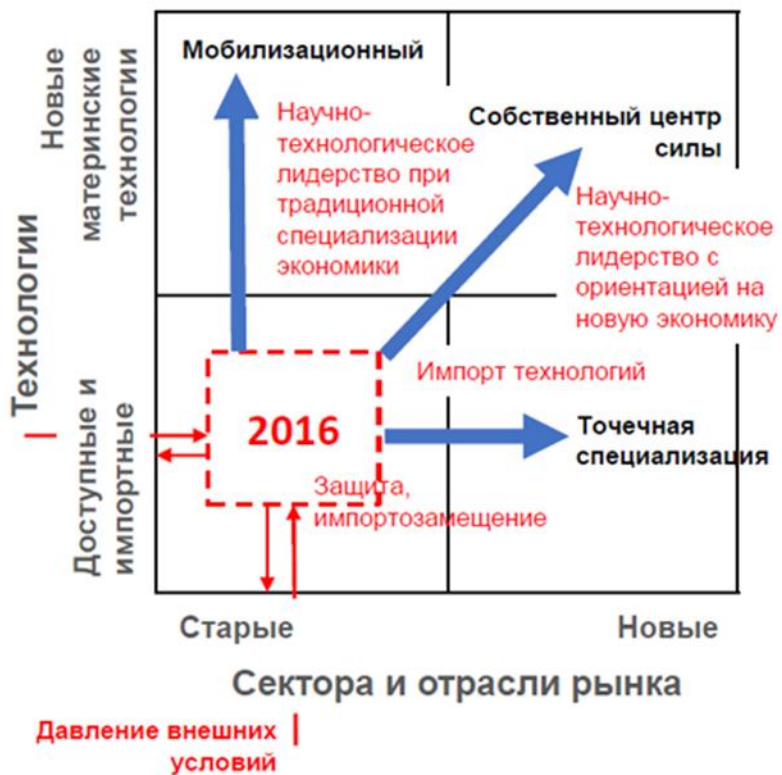 Мобилизационный
Научно-
технологическое
лидерство при
традиционной
специализации
экономики
Собственный центр
силы
Научно-
технологическое
лидерство с
ориентацией на
новую экономику
Технологии
Новые
материнские
технологии
Доступные и
импортные
2016
Импорт технологий
Точечная
специализация
Защита,
импортозамещение
Старые
Новые
Сектора и отрасли рынка
Давление внешних
условий